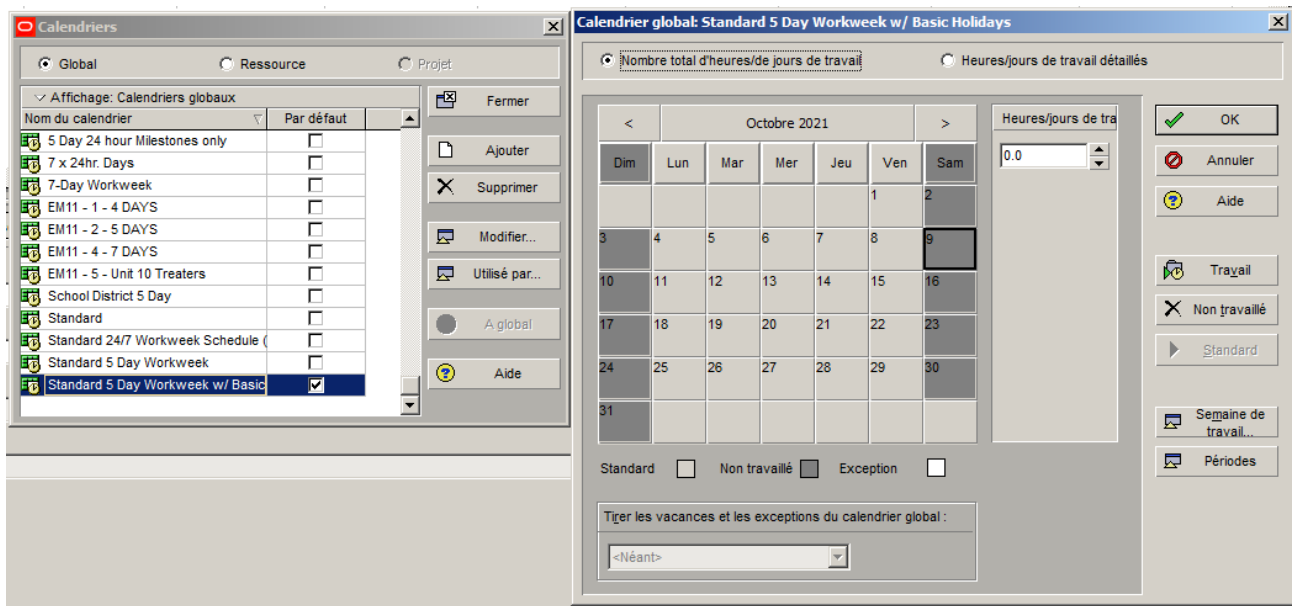 Calendriers
Global
Ressource
Projet
Affichage: Calendriers globaux
Nom du calendrier
Par défaut
5 Day 24 hour Milestones only
7 x 24hr. Days
7-Day Workweek
EM11 - 1 - 4 DAYS
EM11 - 2 - 5 DAYS
EM11 - 4 - 7 DAYS
EM11 - 5 - Unit 10 Treaters
School District 5 Day
Standard
Standard 24/7 Workweek Schedule (
Standard 5 Day Workweek
Standard 5 Day Workweek w/ Basic
Fermer
Ajouter
Supprimer
Modifier...
Utilisé par...
A global
Aide
Calendrier global: Standard 5 Day Workweek w/ Basic Holidays
Nombre total d'heures/de jours de travail
Heures/jours de travail détaillés
< Octobre 2021 >
Dim Lun Mar Mer Jeu Ven Sam
1 2
3 4 5 6 7 8 9
10 11 12 13 14 15 16
17 18 19 20 21 22 23
24 25 26 27 28 29 30
31
Standard
Non travaillé
Exception
Tirer les vacances et les exceptions du calendrier global :
<Néant>
Heures/jours de tra
0.0
OK
Annuler
Aide
Travail
Non travaillé
Standard
Semaine de
travail...
Périodes